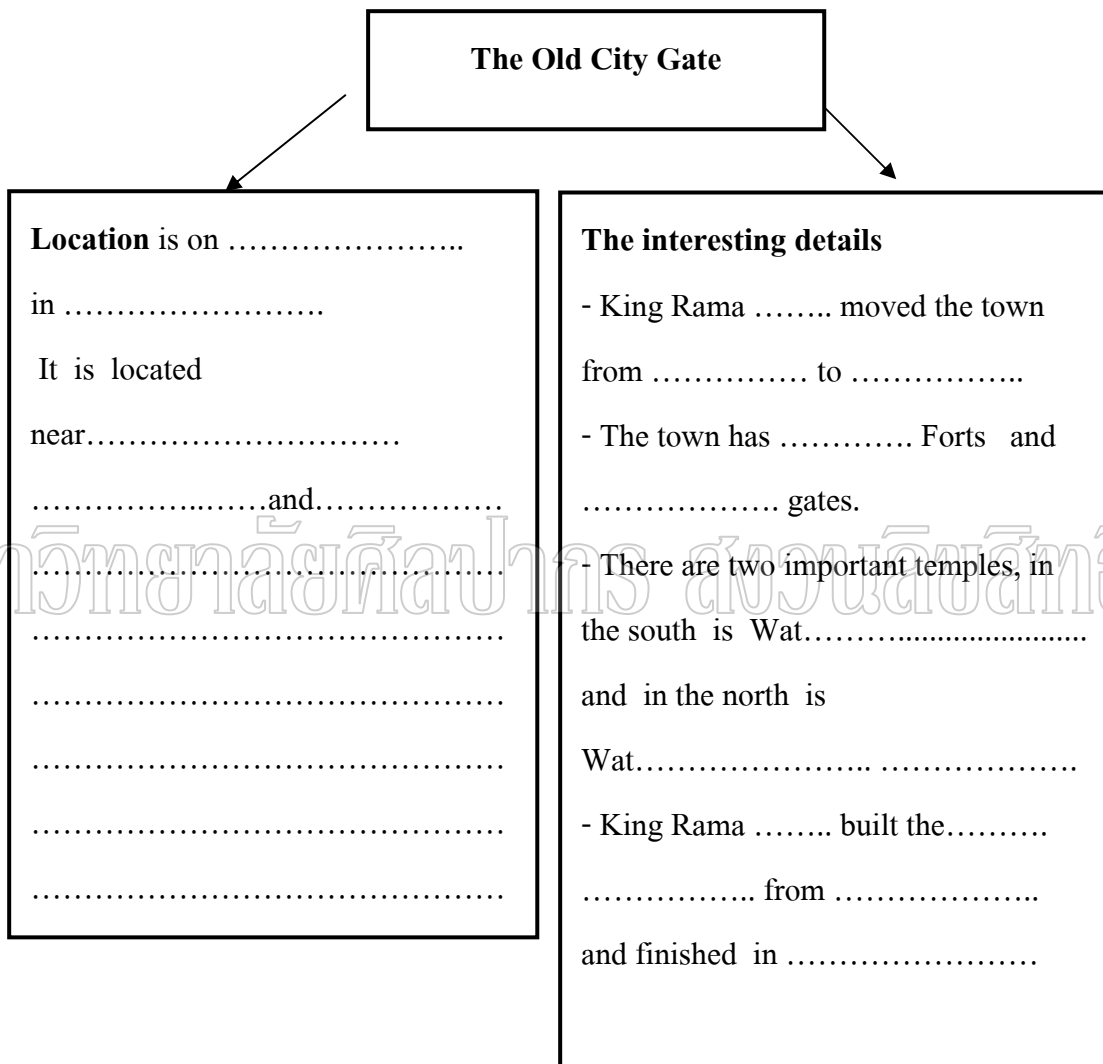 The Old City Gate
Location is on …………………..
in …………………….
It is located
near…………………………
……………..……and………………
………………………………………
………………………………………
………………………………………
………………………………………
………………………………………
………………………………………
The interesting details
- King Rama …….. moved the town
from …………… to ……………..
- The town has …………. Forts and
………………. gates.
- There are two important temples, in
the south is Wat………........................
and in the north is
Wat………………….. ……………….
- King Rama …….. built the……….
…………….. from ………………..
and finished in ……………………